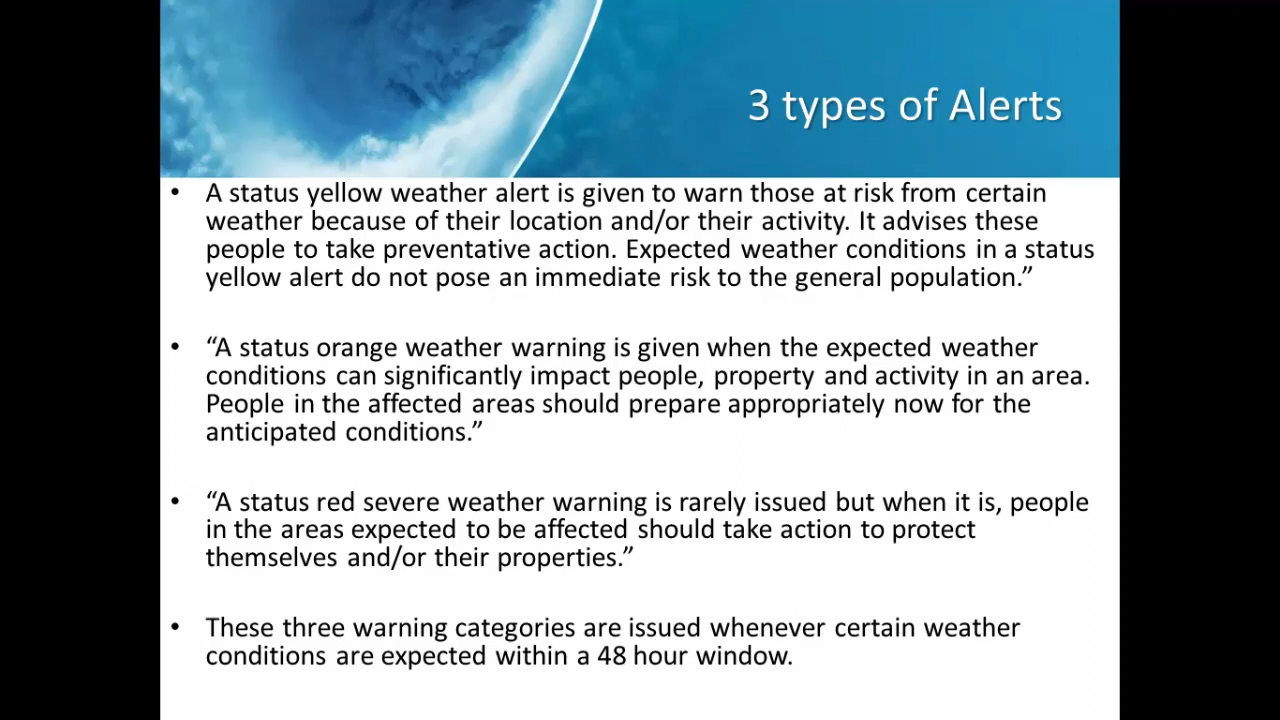 3 types of Alerts
• A status yellow weather alert is given to warn those at risk from certain
weather because of their location and/or their activity. It advises these
people to take preventative action. Expected weather conditions in a status
yellow alert do not pose an immediate risk to the general population.”
• “A status orange weather warning is given when the expected weather
conditions can significantly impact people, property and activity in an area.
People in the affected areas should prepare appropriately now for the
anticipated conditions.”
• “A status red severe weather warning is rarely issued but when it is, people
in the areas expected to be affected should take action to protect
themselves and/or their properties.”
• These three warning categories are issued whenever certain weather
conditions are expected within a 48 hour window.